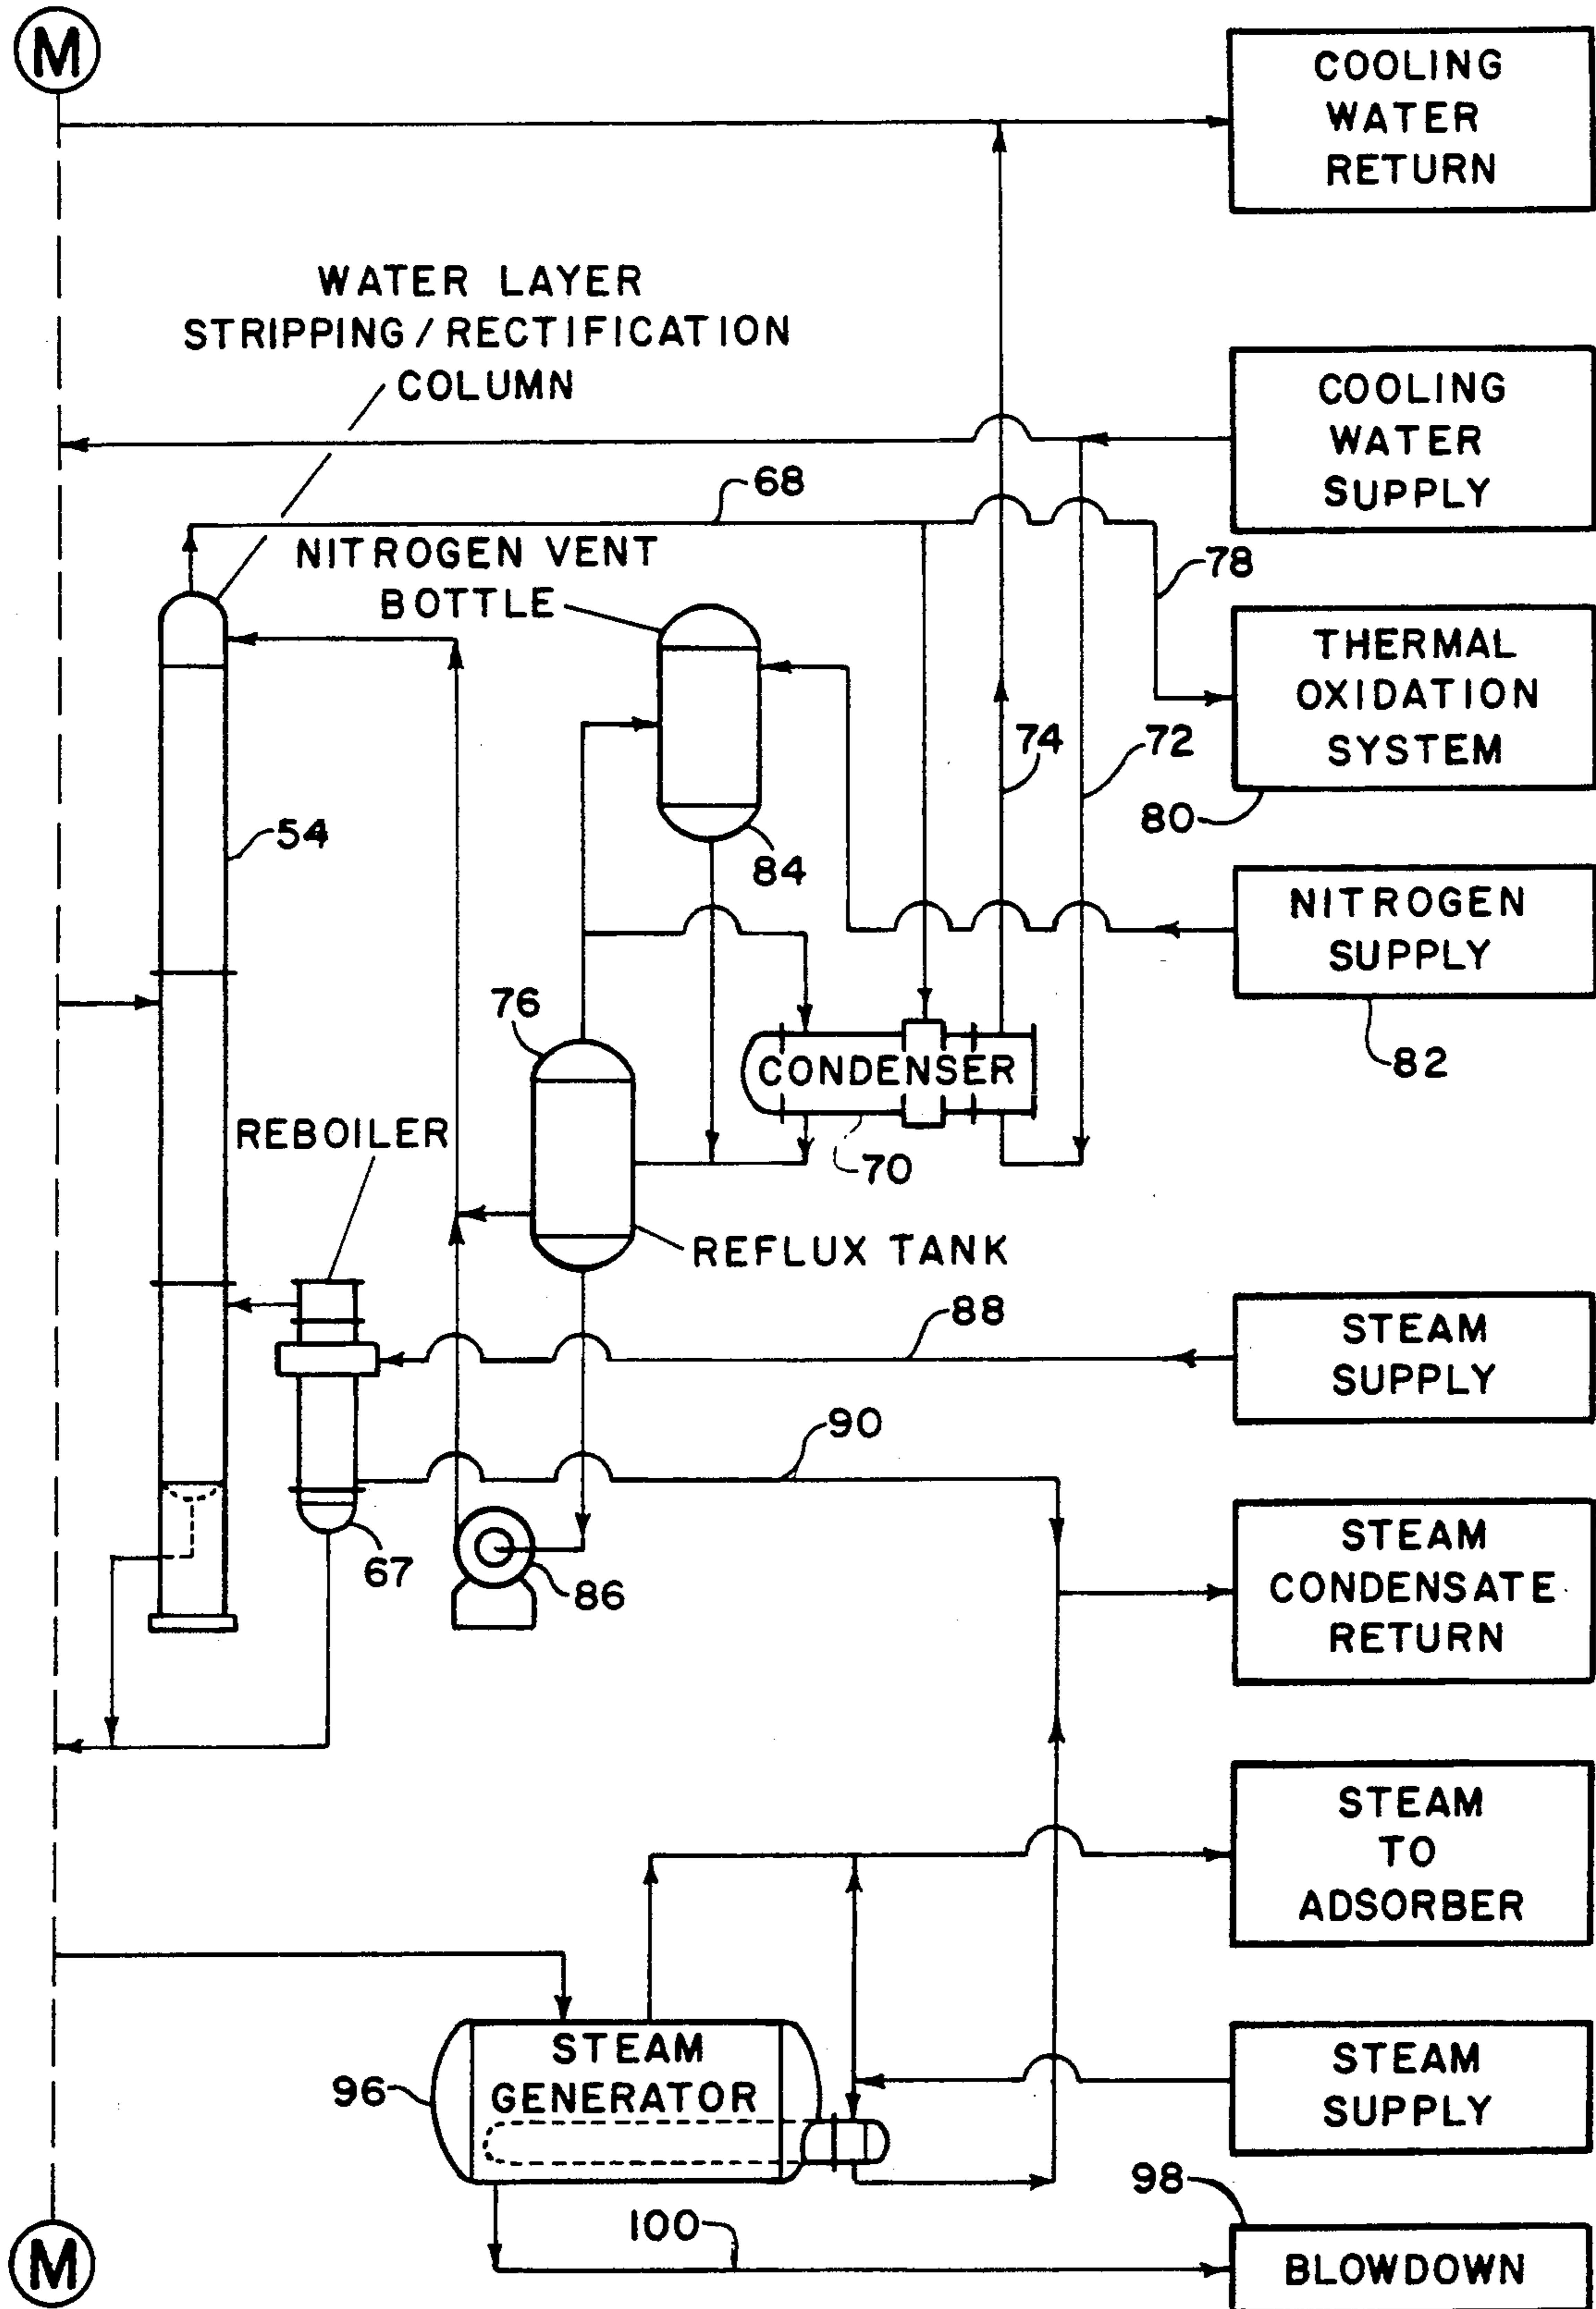 M
COOLING
WATER
RETURN
WATER LAYER
STRIPPING/RECTIFICATION
COLUMN
COOLING
WATER
SUPPLY
68
NITROGEN VENT
BOTTLE
78
THERMAL
OXIDATION
SYSTEM
74
72
80
54
84
NITROGEN
SUPPLY
76
82
CONDENSER
REBOILER
70
REFLUX TANK
88
STEAM
SUPPLY
90
STEAM
CONDENSATE
RETURN
67
86
STEAM
TO
ADSORBER
STEAM
GENERATOR
96
STEAM
SUPPLY
98
100
M
BLOWDOWN